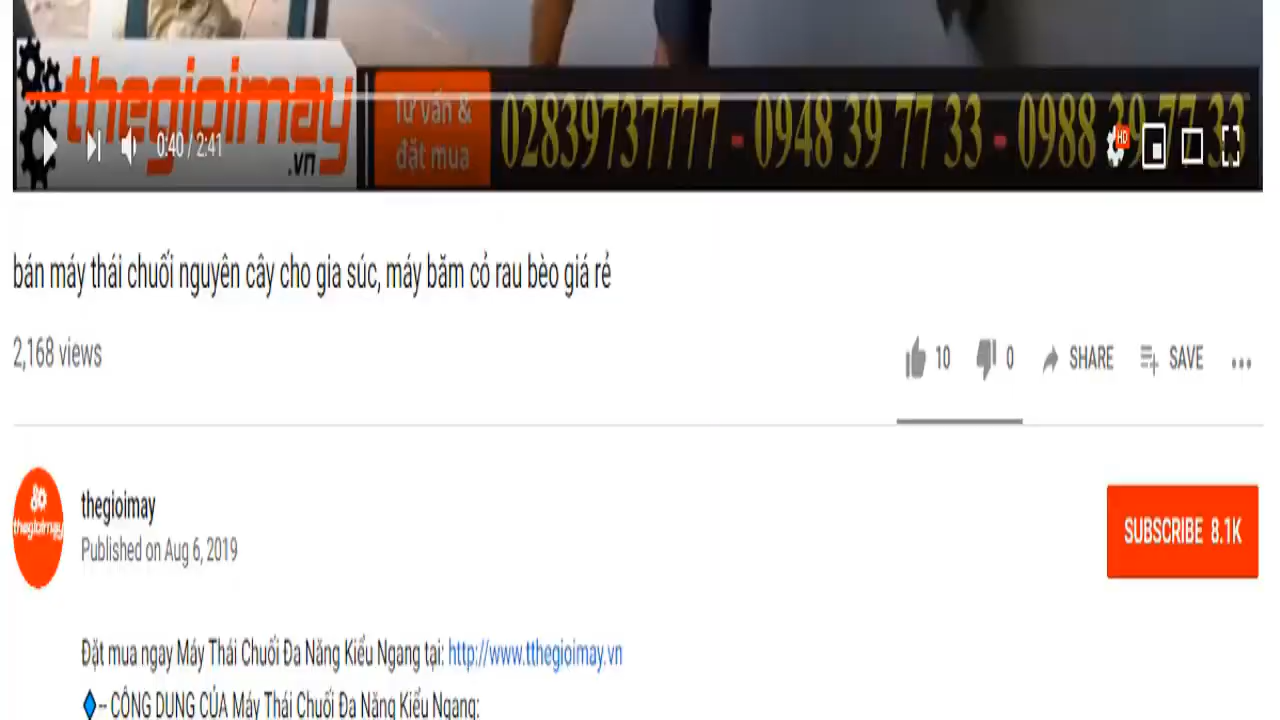 thegioimay
.vn
Tư vấn &
đặt mua
02839737777 - 0948 39 77 33 - 0988 39 77 33
0:40 / 2:41
HD
bán máy thái chuối nguyên cây cho gia súc, máy băm cỏ rau bèo giá rẻ
2,168 views
10 0 SHARE SAVE
thegioimay
thegioimay
Published on Aug 6, 2019
SUBSCRIBE 8.1K
Đặt mua ngay Máy Thái Chuối Đa Năng Kiểu Ngang tại: http://www.tthegioimay.vn
-- CÔNG DỤNG CỦA Máy Thái Chuối Đa Năng Kiểu Ngang: